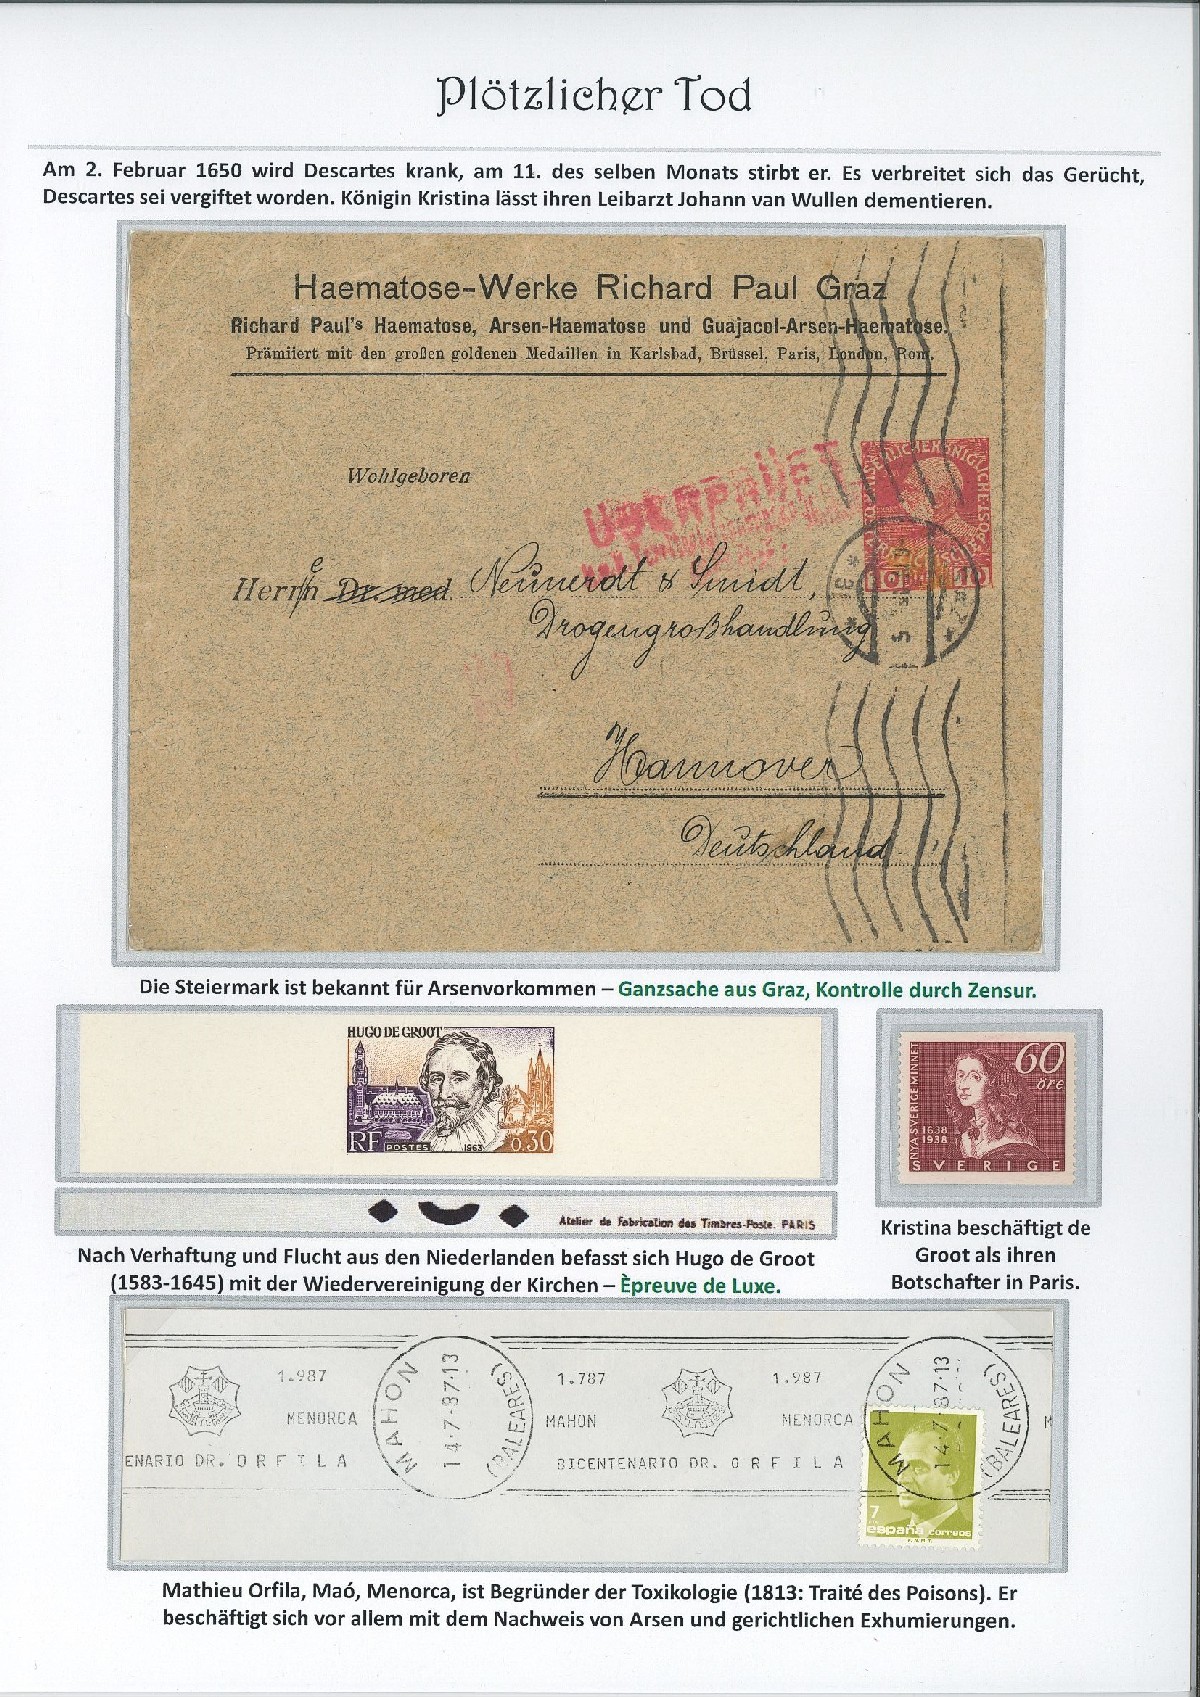 Plötzlicher Tod
Am 2. Februar 1650 wird Descartes krank, am 11. des selben Monats stirbt er. Es verbreitet sich das Gerücht,
Descartes sei vergiftet worden. Königin Kristina lässt ihren Leibarzt Johann van Wullen dementieren.
Haematose-Werke Richard Paul Graz
Richard Paul's Haematose, Arsen-Haematose und Guajacol-Arsen-Haematose.
Prämiiert mit den großen goldenen Medaillen in Karlsbad, Brüssel, Paris, London, Rom.
Wohlgeboren
ÜBERPRÜFT
Herrn Dr. med. Neunerdt & Smidt,
Drogengroßhandlung
Hannover
Deutschland
Die Steiermark ist bekannt für Arsenvorkommen – Ganzsache aus Graz, Kontrolle durch Zensur.
HUGO DE GROOT
RF POSTES 1963 0.30
60
öre
NYA SVERIGE MINNET
1638
1938
SVERIGE
Atelier de Fabrication des Timbres-Poste. PARIS
Nach Verhaftung und Flucht aus den Niederlanden befasst sich Hugo de Groot
(1583-1645) mit der Wiedervereinigung der Kirchen – Èpreuve de Luxe.
Kristina beschäftigt de
Groot als ihren
Botschafter in Paris.
1.987 MAHON 14-7-87-13 (BALEARES) 1.787 1.987 MAHON 14-7-87-13 (BALEARES)
MENORCA MAHON MENORCA M
ENARIO DR. ORFILA BICENTENARIO DR. ORFILA
7
españa correos
Mathieu Orfila, Maó, Menorca, ist Begründer der Toxikologie (1813: Traité des Poisons). Er
beschäftigt sich vor allem mit dem Nachweis von Arsen und gerichtlichen Exhumierungen.